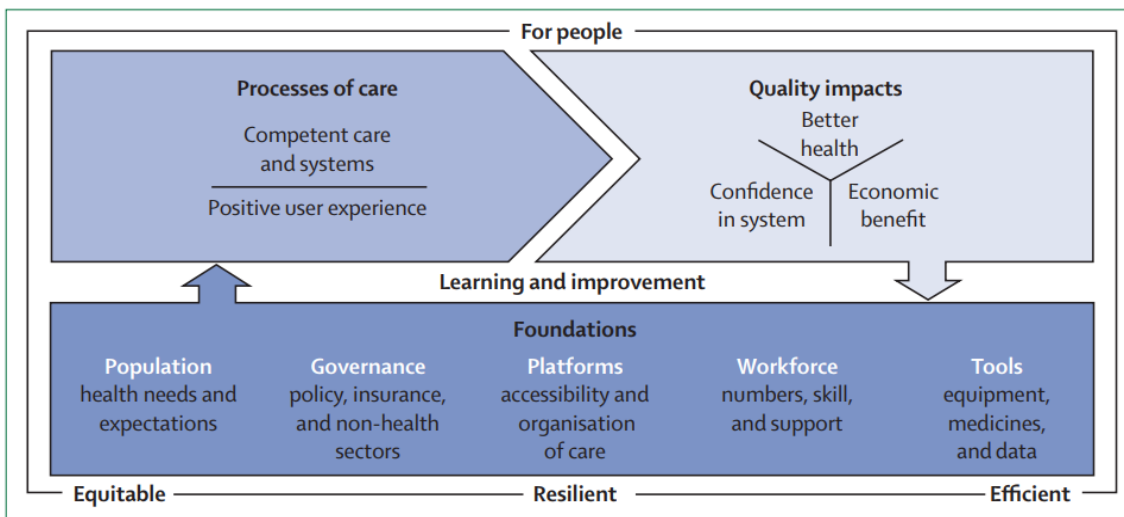 For people
Processes of care
Competent care
and systems
Positive user experience
Quality impacts
Better
health
Confidence
in system
Economic
benefit
Learning and improvement
Foundations
Population
health needs and
expectations
Governance
policy, insurance,
and non-health
sectors
Platforms
accessibility and
organisation
of care
Workforce
numbers, skill,
and support
Tools
equipment,
medicines,
and data
Equitable
Resilient
Efficient